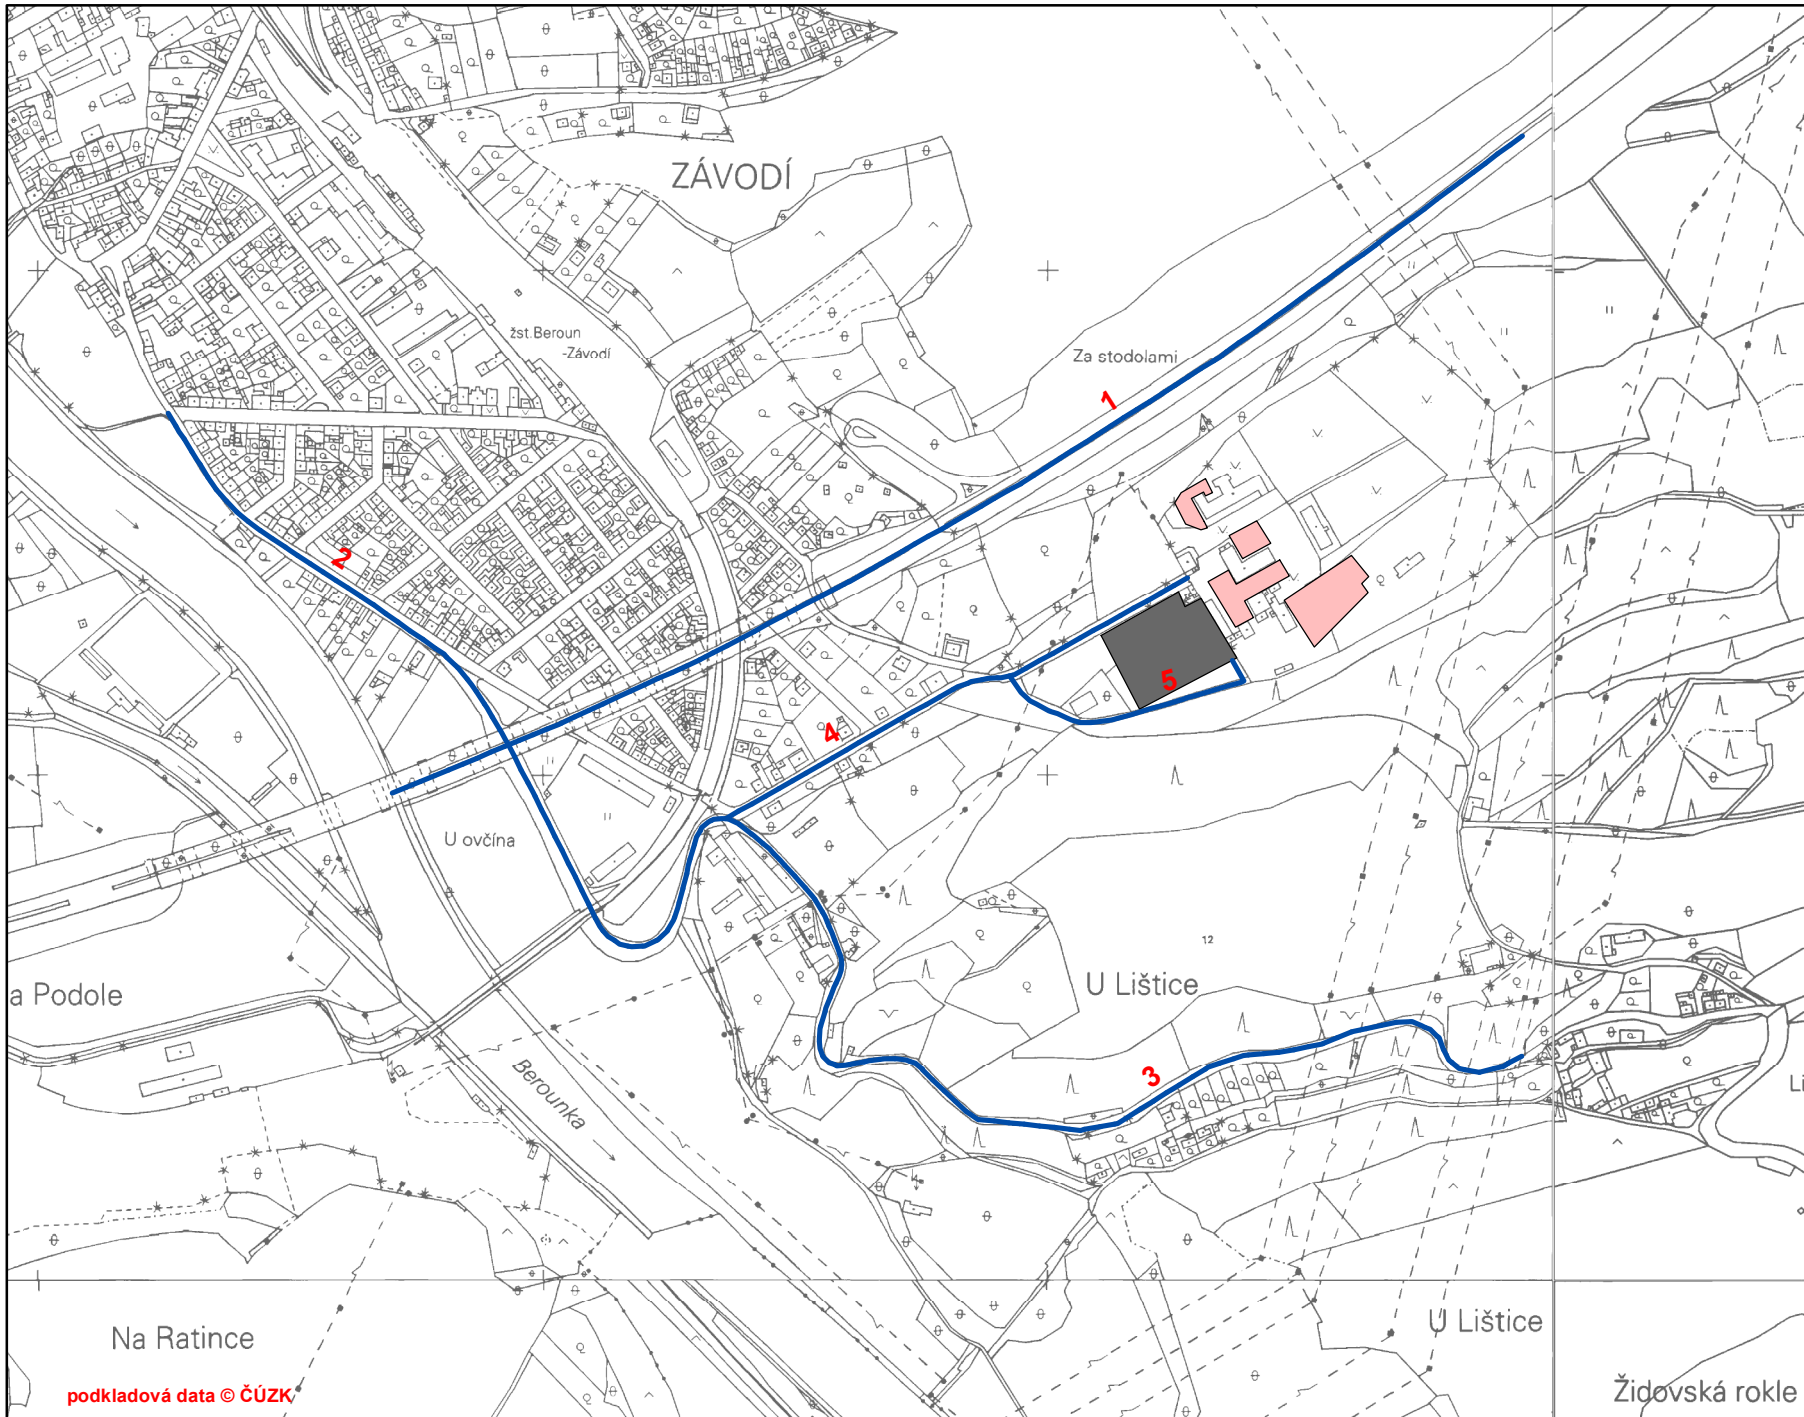 ZÁVODÍ
žst.Beroun
-Závodí
Za stodolami
1
2
5
4
U ovčína
12
U Lištice
a Podole
3
Berounka
Li
U Lištice
Na Ratince
Židovská rokle
podkladová data © ČÚZK